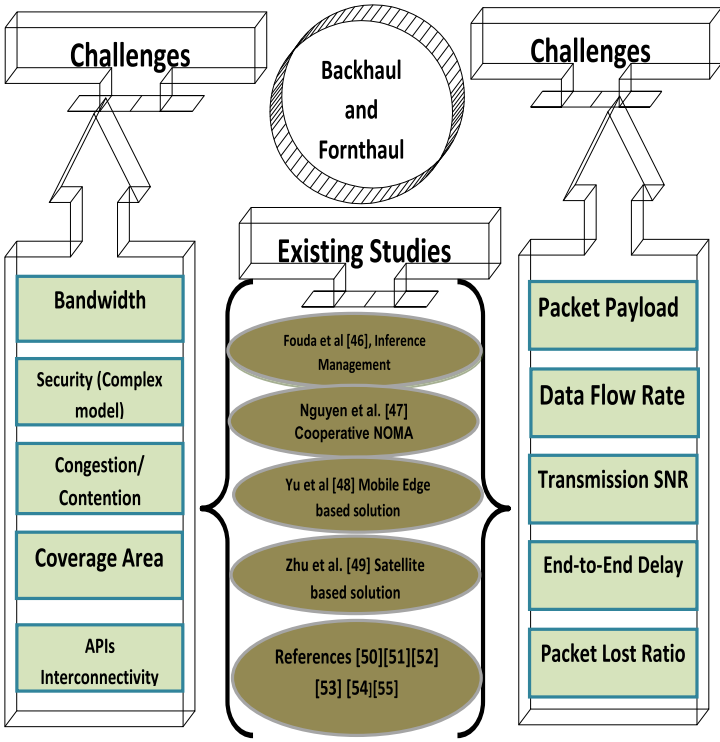 Challenges
Bandwidth
Security (Complex
model)
Congestion/
Contention
Coverage Area
APIs
Interconnectivity
Backhaul
and
Fornthaul
Existing Studies
Fouda et al [46], Inference
Management
Nguyen et al. [47]
Cooperative NOMA
Yu et al [48] Mobile Edge
based solution
Zhu et al. [49] Satellite
based solution
References [50][51][52]
[53] [54][55]
Challenges
Packet Payload
Data Flow Rate
Transmission SNR
End-to-End Delay
Packet Lost Ratio